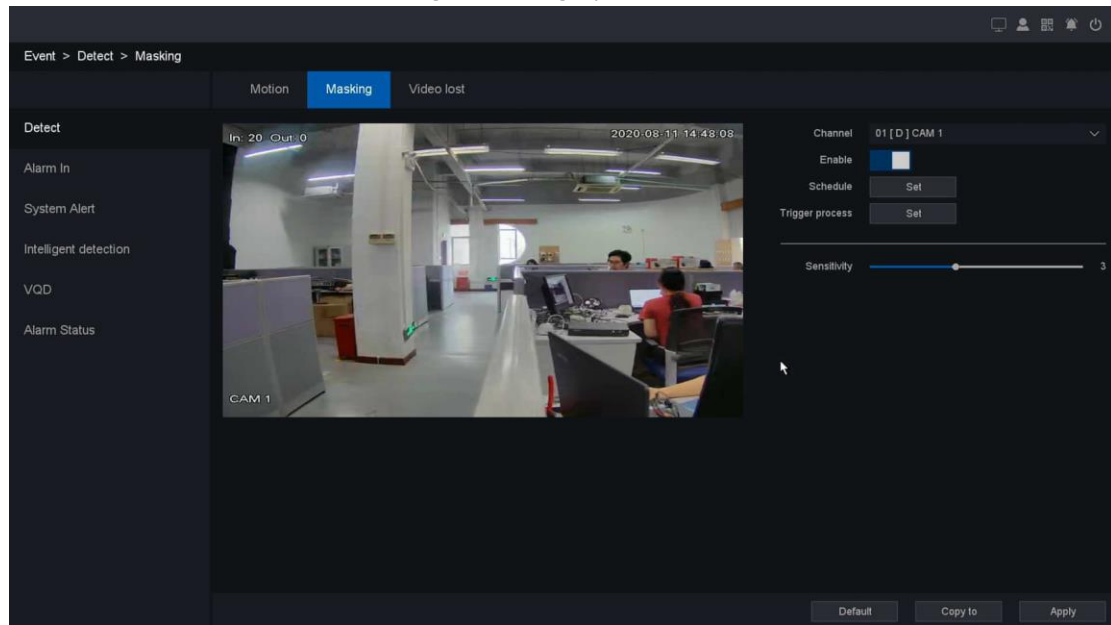 Event > Detect > Masking
Motion Masking Video lost
Detect
Alarm In
System Alert
Intelligent detection
VQD
Alarm Status
In: 20 Out: 0 2020-08-11 14:48:08
CAM 1
Channel 01 [ D ] CAM 1
Enable
Schedule Set
Trigger process Set
Sensitivity 3
Default Copy to Apply